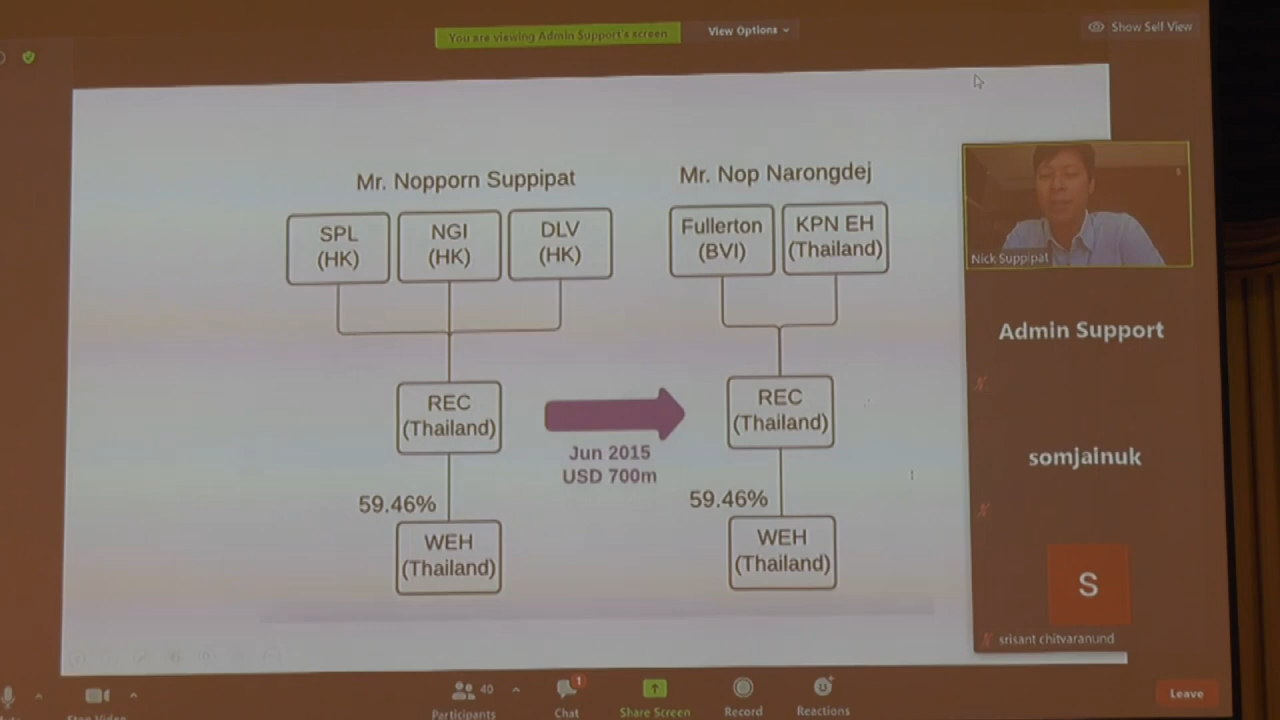 You are viewing Admin Support's screen
View Options
Show Self View
Mr. Nopporn Suppipat
Mr. Nop Narongdej
SPL
(HK)
NGI
(HK)
DLV
(HK)
Fullerton
(BVI)
KPN EH
(Thailand)
REC
(Thailand)
Jun 2015
USD 700m
REC
(Thailand)
59.46%
59.46%
WEH
(Thailand)
WEH
(Thailand)
Nick Suppipat
Admin Support
somjainuk
S
srisant chitvaranund
40
Participants
1
Chat
Share Screen
Record
Reactions
Leave